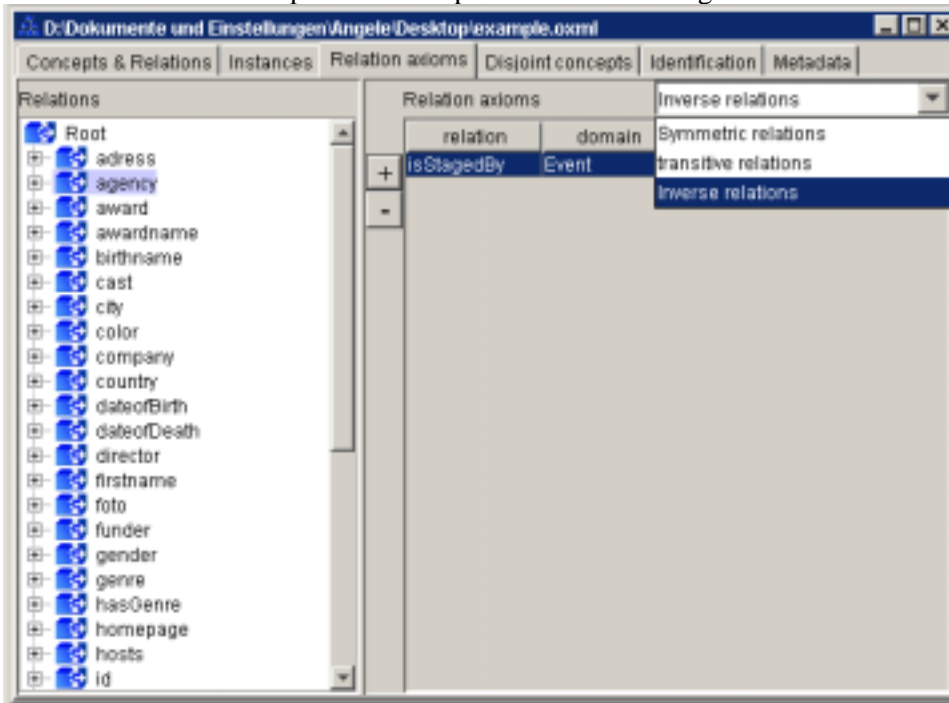 D:\Dokumente und Einstellungen\Angele\Desktop\example.oxml
Concepts & Relations Instances Relation axioms Disjoint concepts Identification Metadata
Relations
Root
adress
agency
award
awardname
birthname
cast
city
color
company
country
dateofBirth
dateofDeath
director
firstname
foto
funder
gender
genre
hasGenre
homepage
hosts
id
+
-
Relation axioms Inverse relations
relation domain
isStagedBy Event
Symmetric relations
transitive relations
Inverse relations